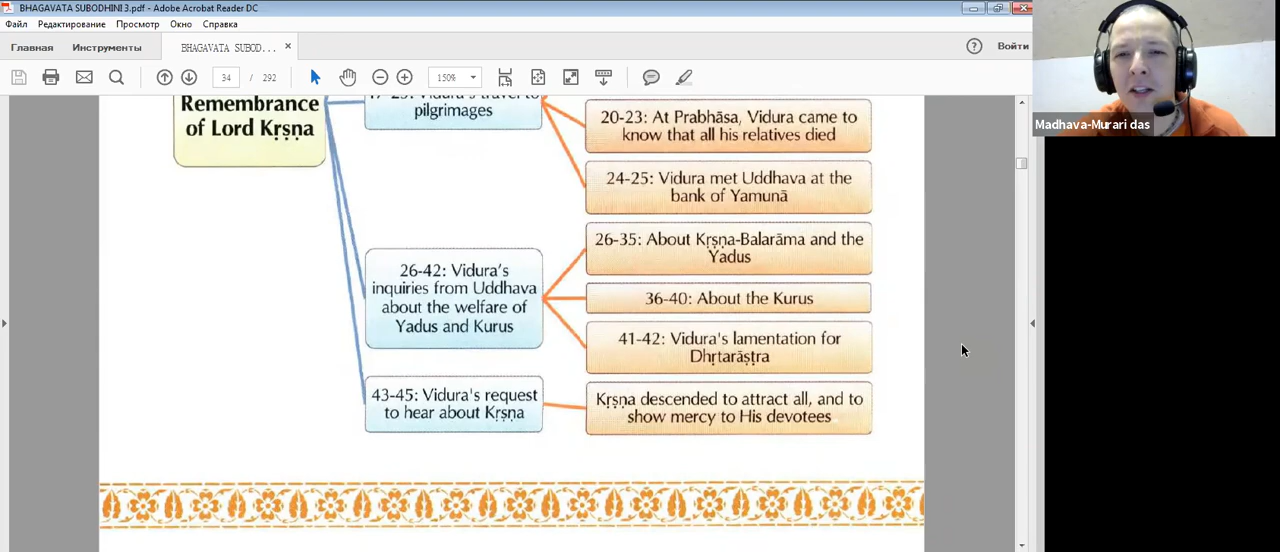 BHAGAVATA SUBODHINI 3.pdf - Adobe Acrobat Reader DC
Файл Редактирование Просмотр Окно Справка
Главная Инструменты BHAGAVATA SUBOD... ×
Войти
34 / 292 150%
Remembrance
of Lord Kṛṣṇa
17-25: Vidura's travel to
pilgrimages
20-23: At Prabhāsa, Vidura came to
know that all his relatives died
24-25: Vidura met Uddhava at the
bank of Yamunā
26-42: Vidura's
inquiries from Uddhava
about the welfare of
Yadus and Kurus
26-35: About Kṛṣṇa-Balarāma and the
Yadus
36-40: About the Kurus
41-42: Vidura's lamentation for
Dhṛtarāṣṭra
43-45: Vidura's request
to hear about Kṛṣṇa
Kṛṣṇa descended to attract all, and to
show mercy to His devotees
Madhava-Murari das